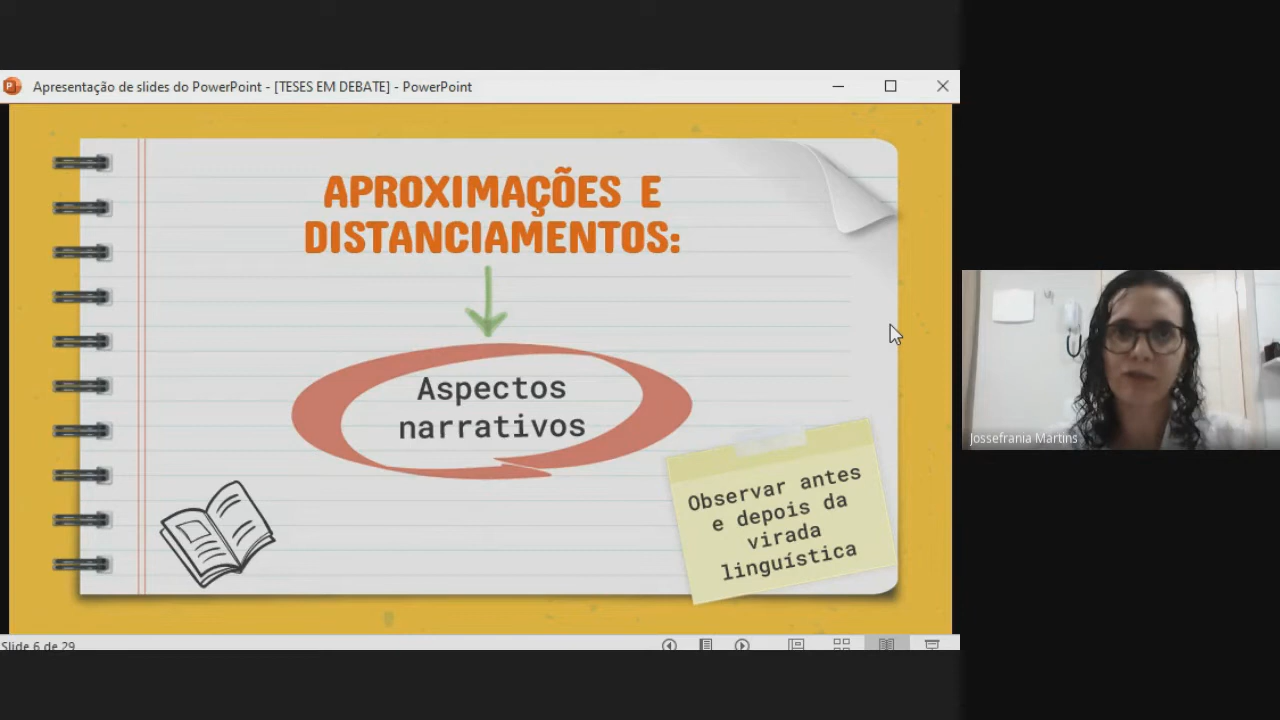 Apresentação de slides do PowerPoint - [TESES EM DEBATE] - PowerPoint
APROXIMAÇÕES E
DISTANCIAMENTOS:
Aspectos
narrativos
Observar antes
e depois da
virada
linguística
Jossefrania Martins
Slide 6 de 29